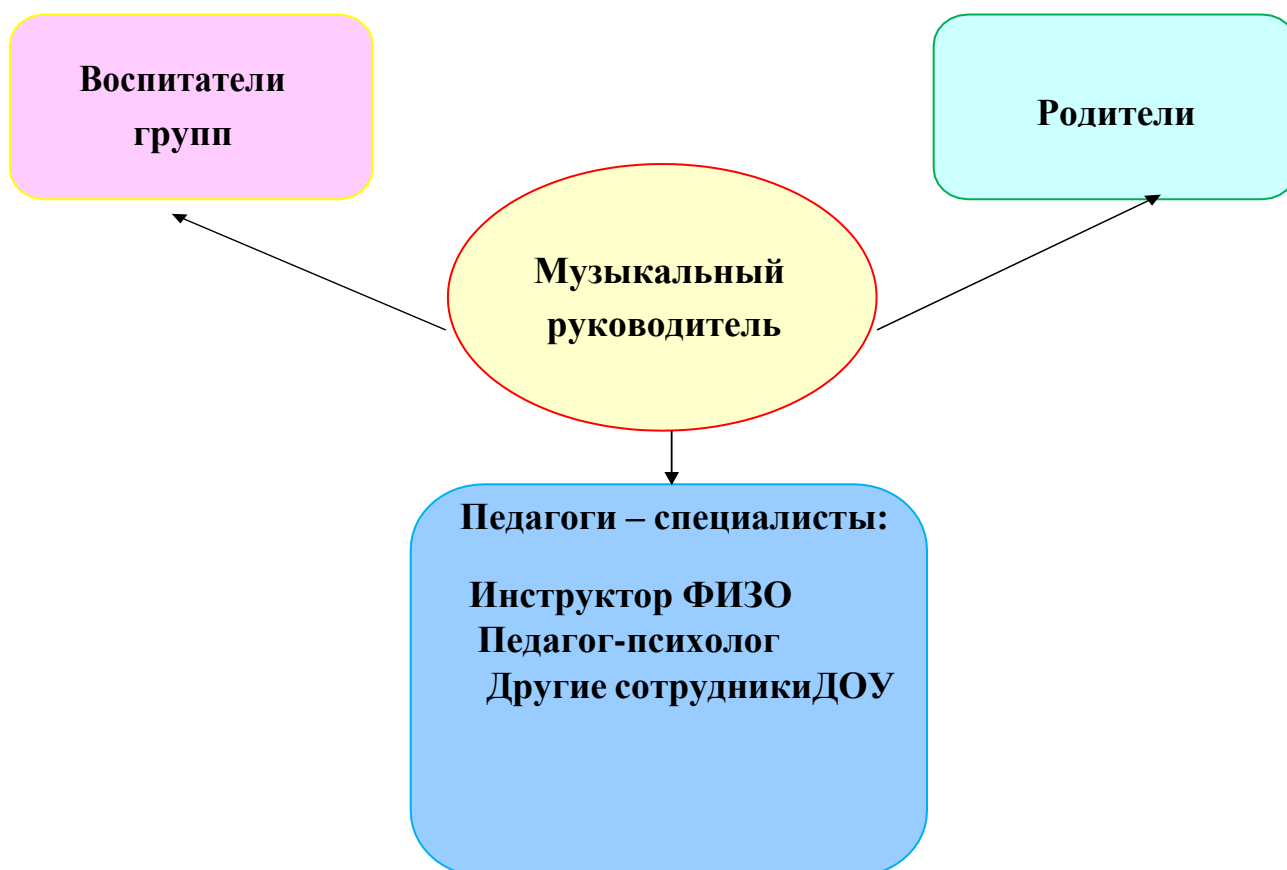 Воспитатели
групп
Родители
Музыкальный
руководитель
Педагоги – специалисты:
Инструктор ФИЗО
Педагог-психолог
Другие сотрудникиДОУ